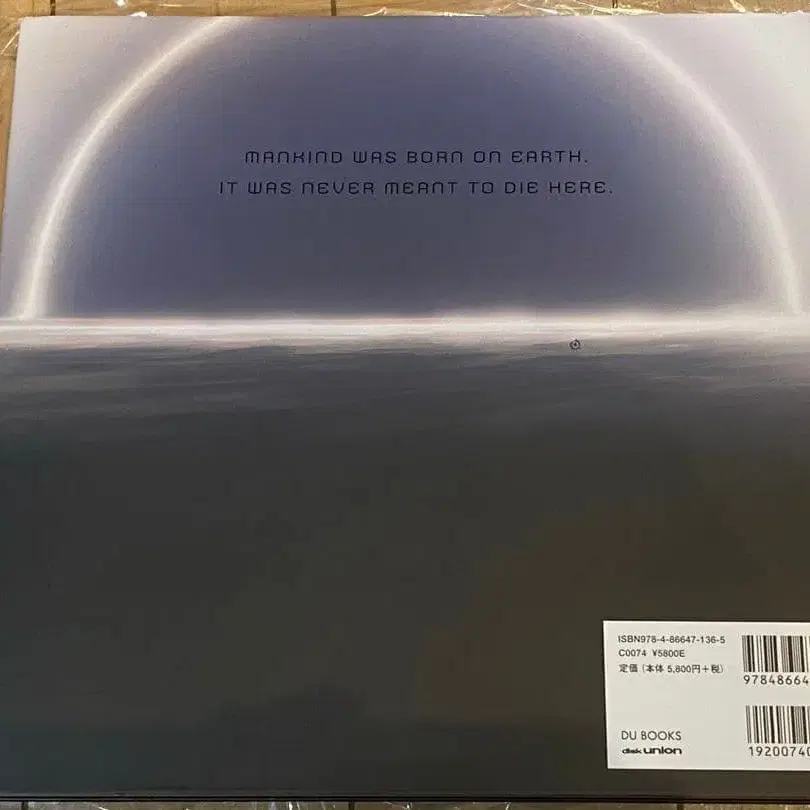 MANKIND WAS BORN ON EARTH.
IT WAS NEVER MEANT TO DIE HERE.
ISBN978-4-86647-136-5
C0074 ¥5800E
定価(本体 5,800円+税)
97848664
DU BOOKS
disk union
19200740